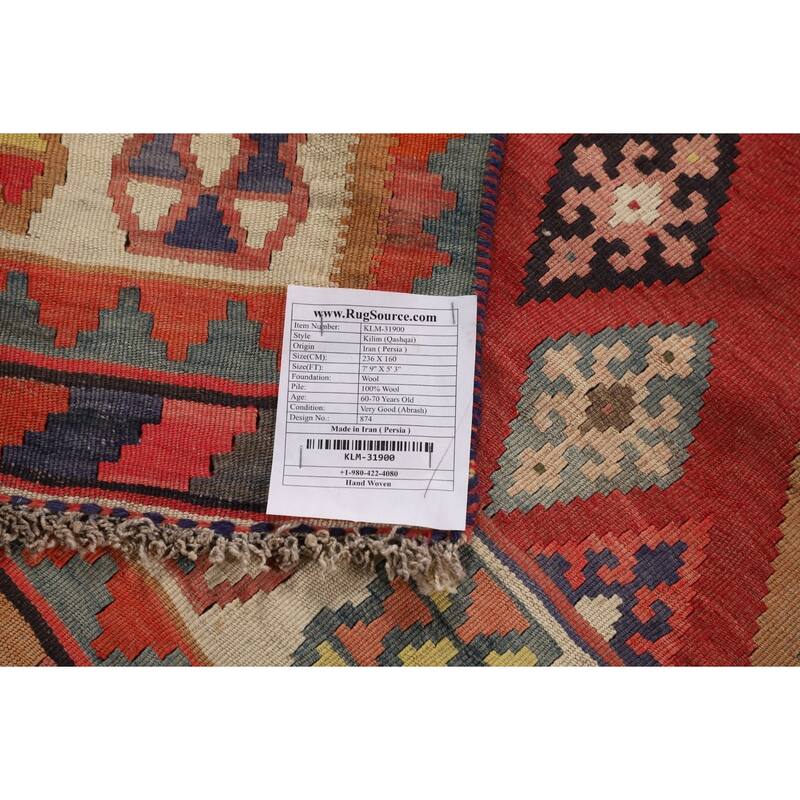 www.RugSource.com
Item Number: KLM-31900
Style Kilim (Qashqai)
Origin Iran ( Persia )
Size(CM): 236 X 160
Size(FT): 7' 9" X 5' 3"
Foundation: Wool
Pile: 100% Wool
Age: 60-70 Years Old
Condition: Very Good (Abrash)
Design No.: 874
Made in Iran ( Persia )
KLM-31900
+1-980-422-4080
Hand Woven